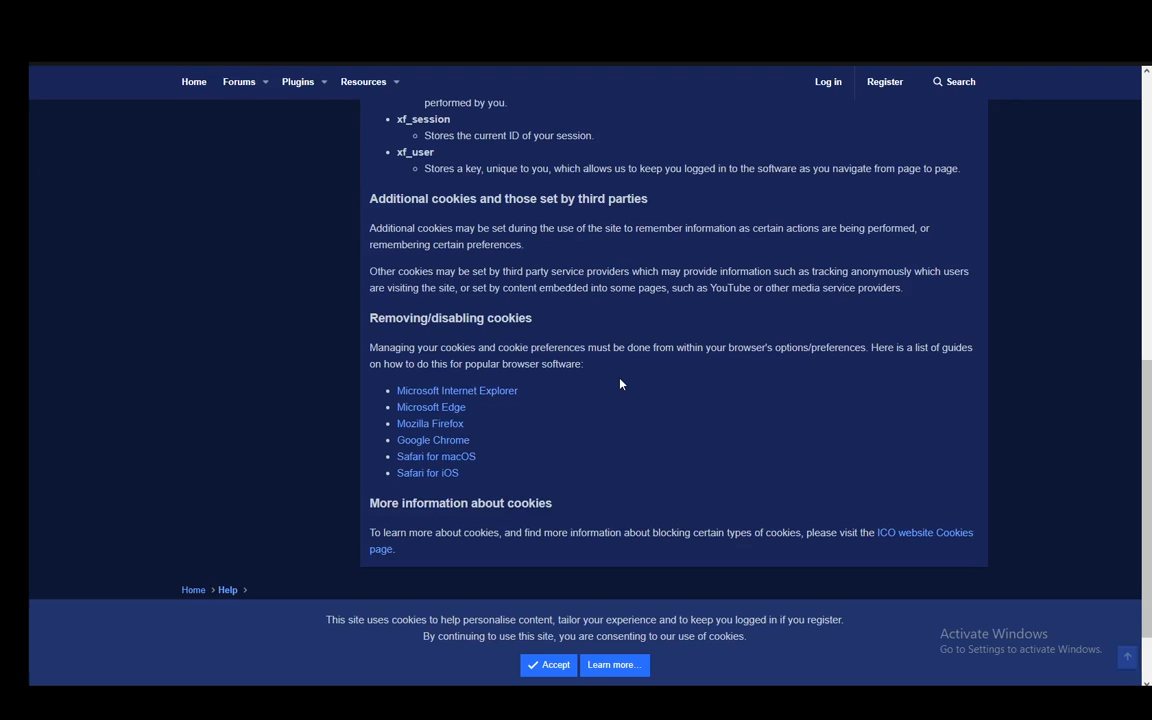 Home Forums Plugins Resources Log in Register Search
performed by you.
xf_session
Stores the current ID of your session.
xf_user
Stores a key, unique to you, which allows us to keep you logged in to the software as you navigate from page to page.
Additional cookies and those set by third parties
Additional cookies may be set during the use of the site to remember information as certain actions are being performed, or
remembering certain preferences.
Other cookies may be set by third party service providers which may provide information such as tracking anonymously which users
are visiting the site, or set by content embedded into some pages, such as YouTube or other media service providers.
Removing/disabling cookies
Managing your cookies and cookie preferences must be done from within your browser's options/preferences. Here is a list of guides
on how to do this for popular browser software:
Microsoft Internet Explorer
Microsoft Edge
Mozilla Firefox
Google Chrome
Safari for macOS
Safari for iOS
More information about cookies
To learn more about cookies, and find more information about blocking certain types of cookies, please visit the ICO website Cookies
page.
Home > Help >
This site uses cookies to help personalise content, tailor your experience and to keep you logged in if you register.
By continuing to use this site, you are consenting to our use of cookies.
Accept Learn more…
Activate Windows
Go to Settings to activate Windows.